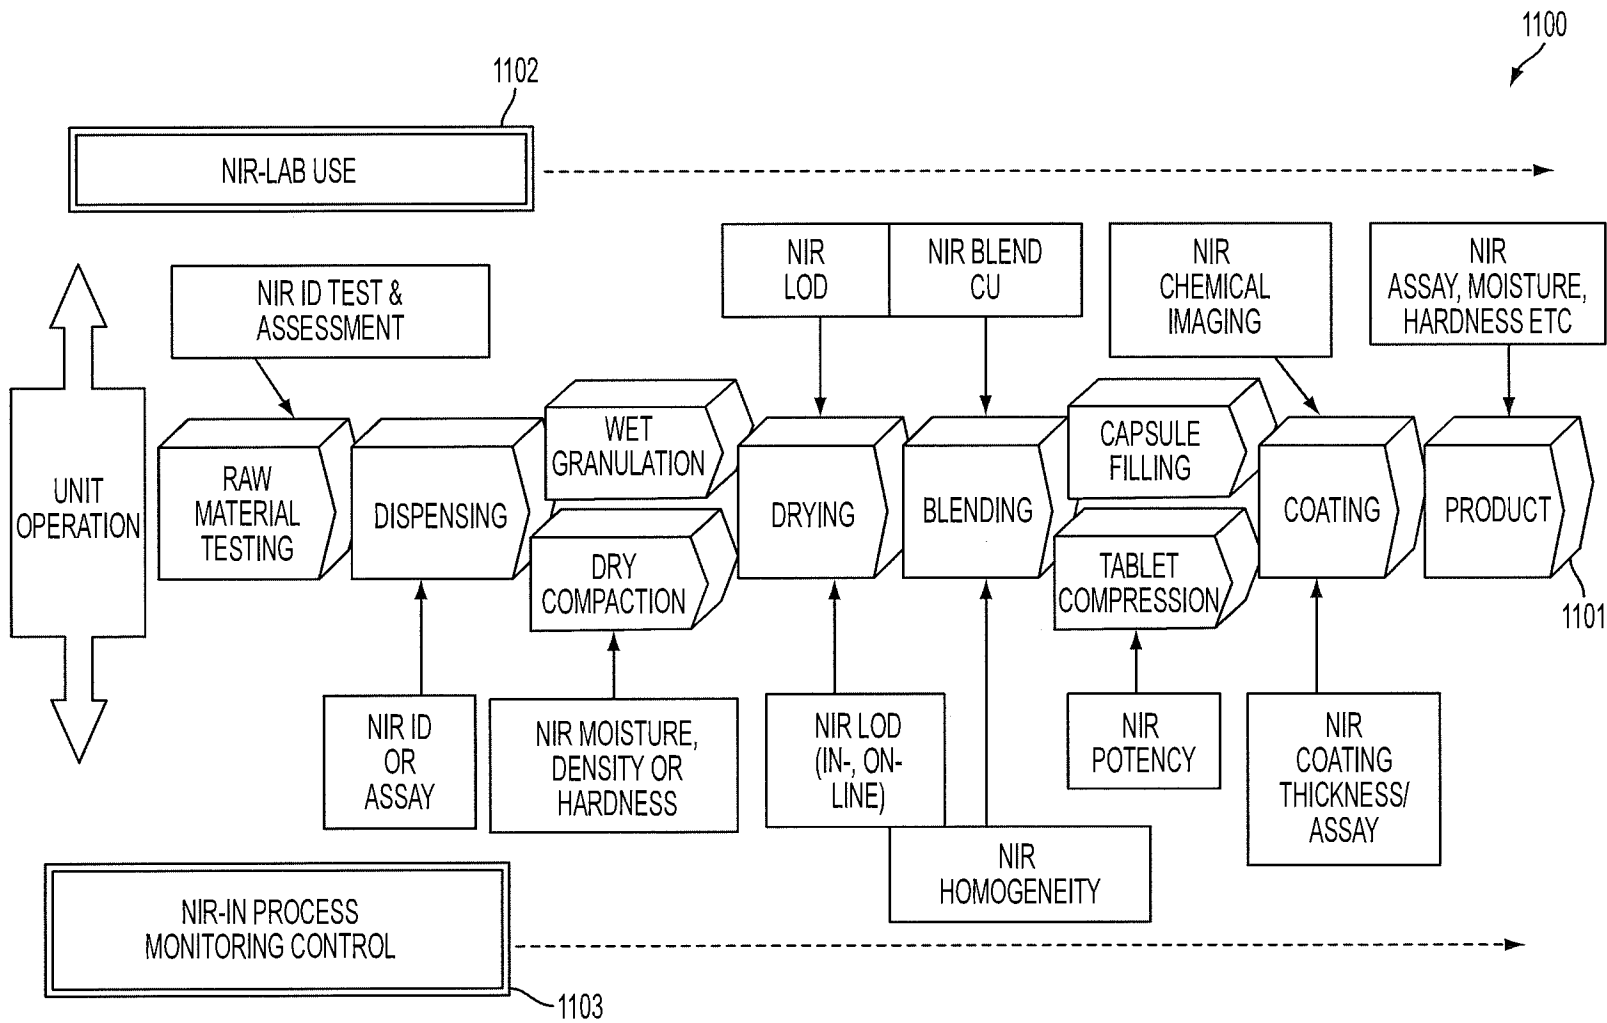 1100
1102
NIR-LAB USE
NIR ID TEST &
ASSESSMENT
NIR
LOD
NIR BLEND
CU
NIR
CHEMICAL
IMAGING
NIR
ASSAY, MOISTURE,
HARDNESS ETC
UNIT
OPERATION
RAW
MATERIAL
TESTING
DISPENSING
WET
GRANULATION
DRY
COMPACTION
DRYING
BLENDING
CAPSULE
FILLING
TABLET
COMPRESSION
COATING
PRODUCT
1101
NIR ID
OR
ASSAY
NIR MOISTURE,
DENSITY OR
HARDNESS
NIR LOD
(IN-, ON-
LINE)
NIR
HOMOGENEITY
NIR
POTENCY
NIR
COATING
THICKNESS/
ASSAY
NIR-IN PROCESS
MONITORING CONTROL
1103